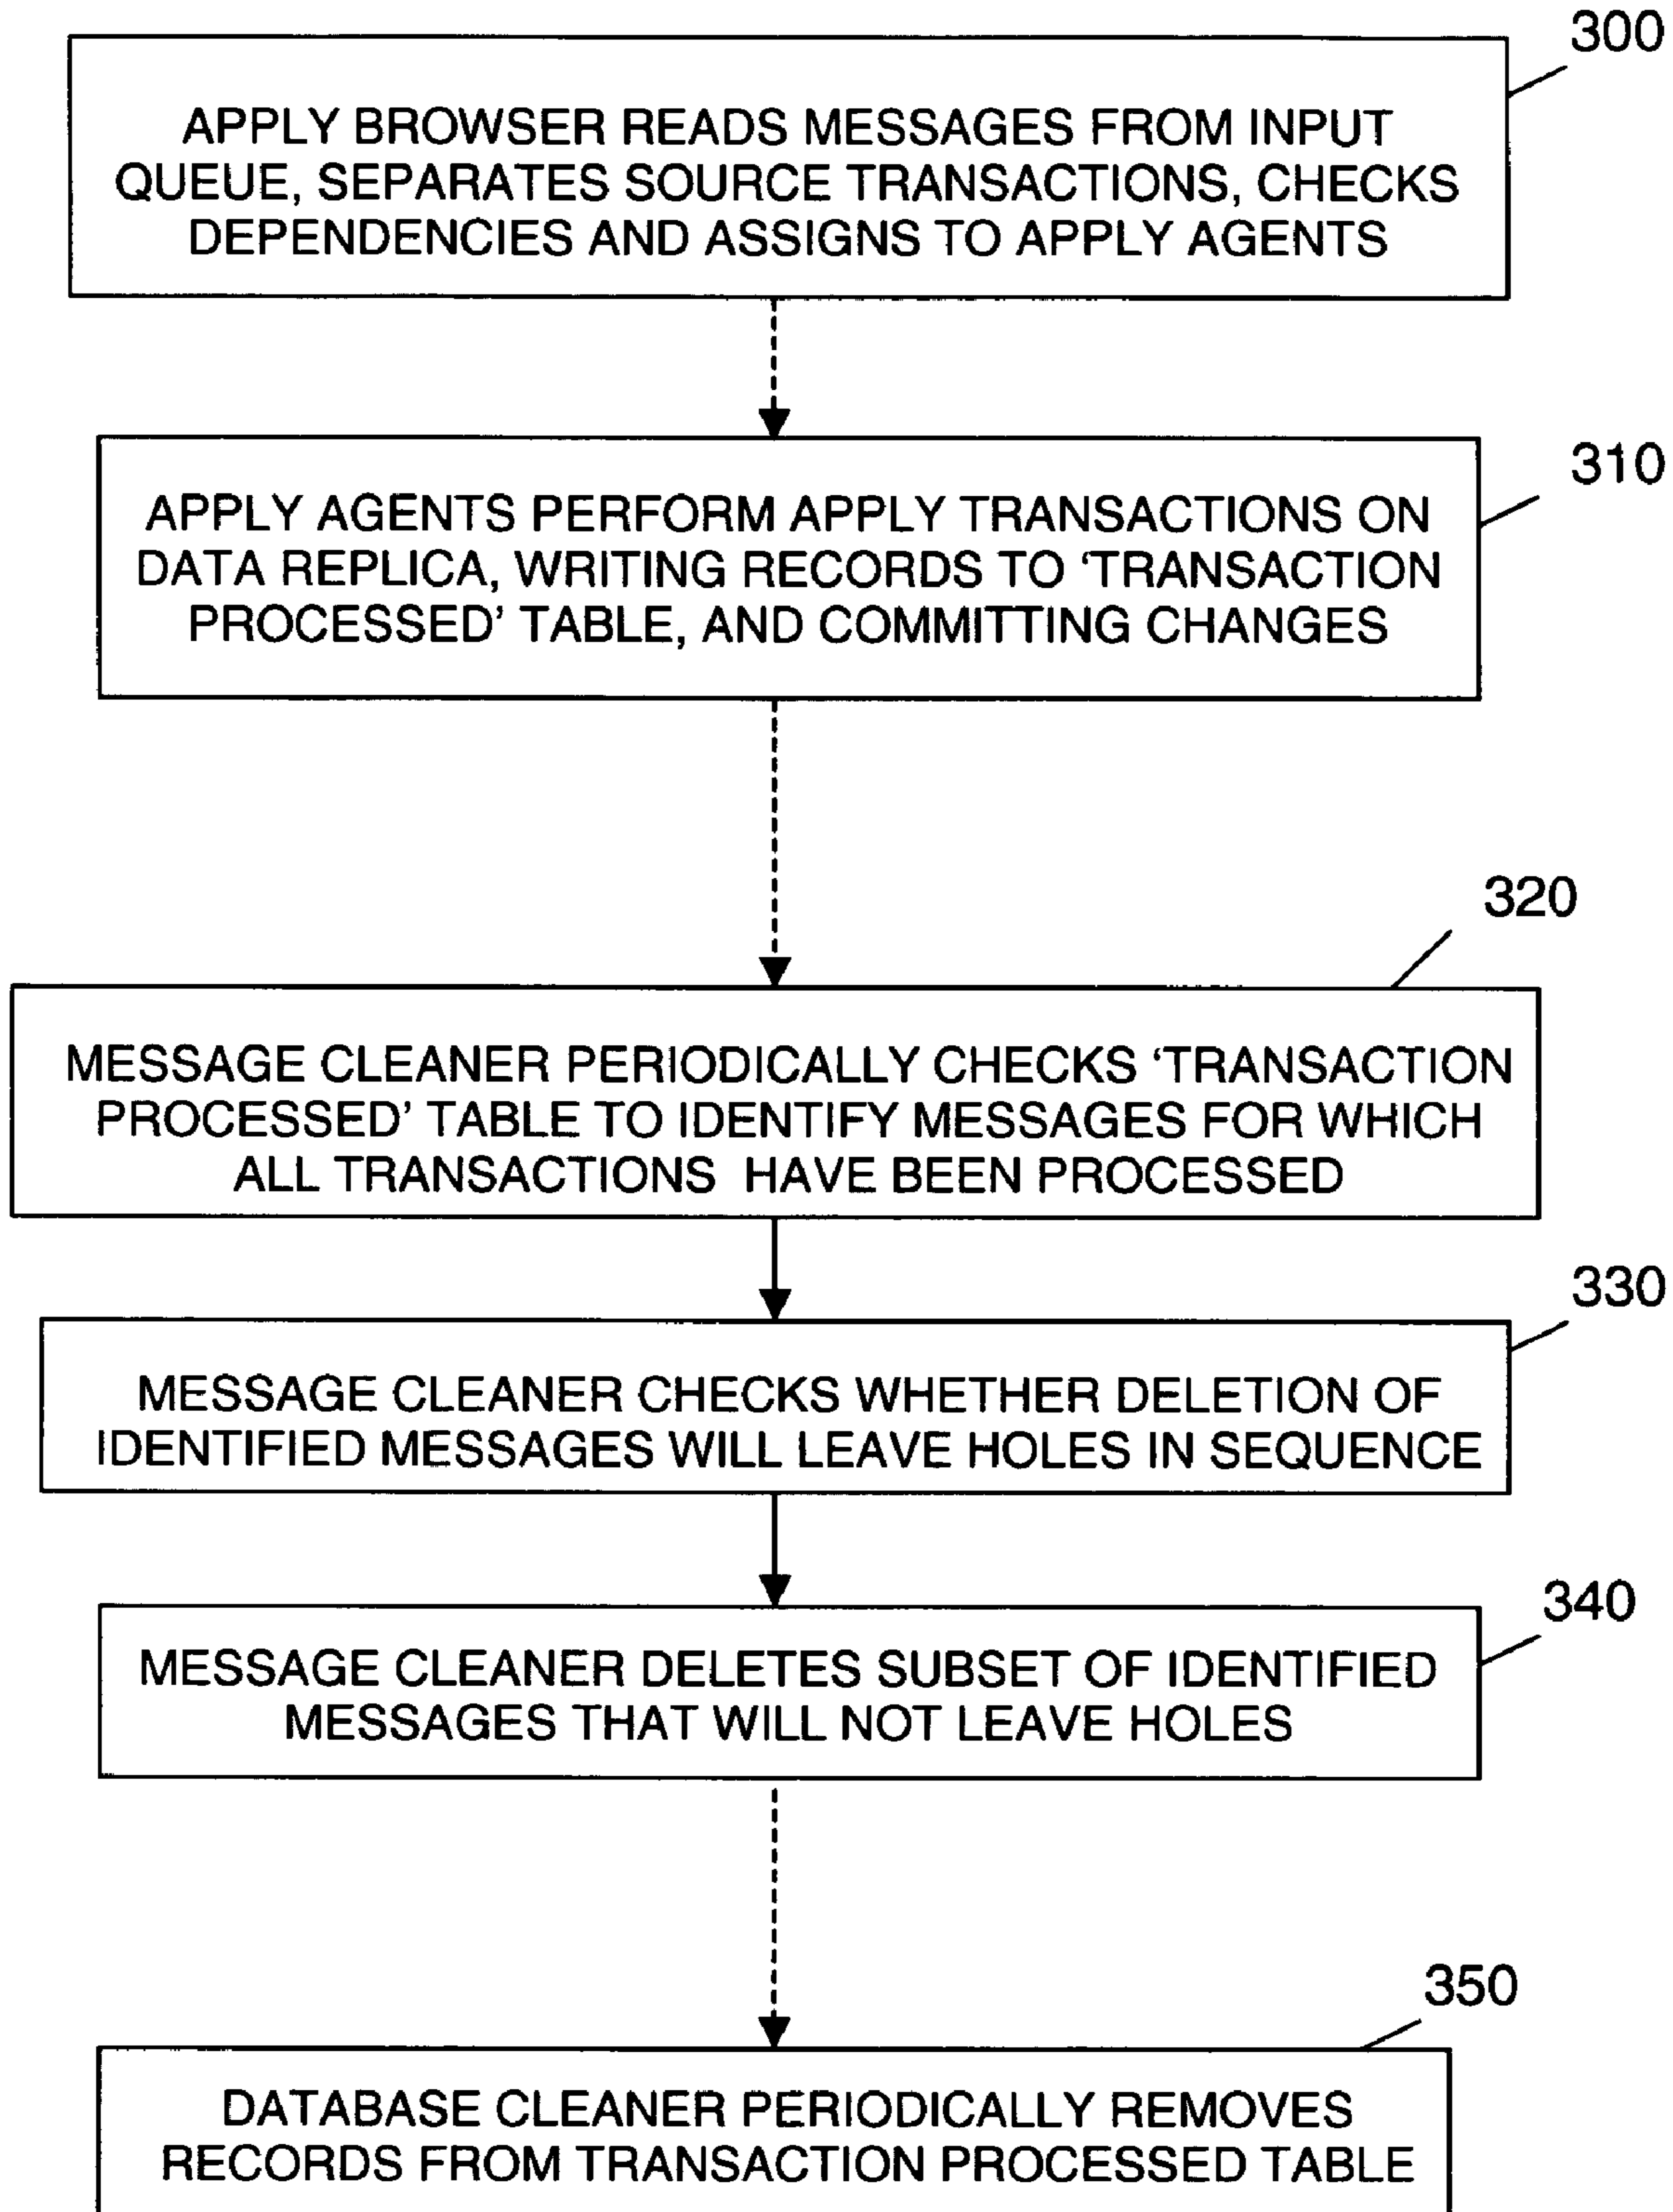 300
APPLY BROWSER READS MESSAGES FROM INPUT
QUEUE, SEPARATES SOURCE TRANSACTIONS, CHECKS
DEPENDENCIES AND ASSIGNS TO APPLY AGENTS
310
APPLY AGENTS PERFORM APPLY TRANSACTIONS ON
DATA REPLICA, WRITING RECORDS TO ‘TRANSACTION
PROCESSED’ TABLE, AND COMMITTING CHANGES
320
MESSAGE CLEANER PERIODICALLY CHECKS ‘TRANSACTION
PROCESSED’ TABLE TO IDENTIFY MESSAGES FOR WHICH
ALL TRANSACTIONS HAVE BEEN PROCESSED
330
MESSAGE CLEANER CHECKS WHETHER DELETION OF
IDENTIFIED MESSAGES WILL LEAVE HOLES IN SEQUENCE
340
MESSAGE CLEANER DELETES SUBSET OF IDENTIFIED
MESSAGES THAT WILL NOT LEAVE HOLES
350
DATABASE CLEANER PERIODICALLY REMOVES
RECORDS FROM TRANSACTION PROCESSED TABLE